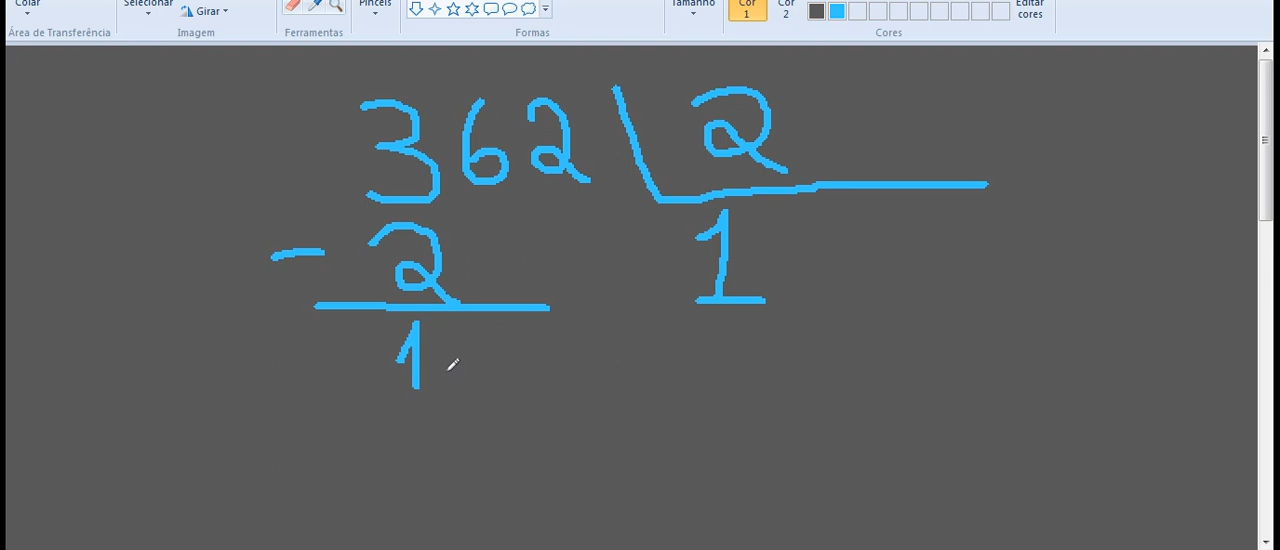 Colar Selecionar Girar Pincéis Tamanho Cor 1 Cor 2 Editar cores
Área de Transferência Imagem Ferramentas Formas Cores
362 2
- 2 1
1